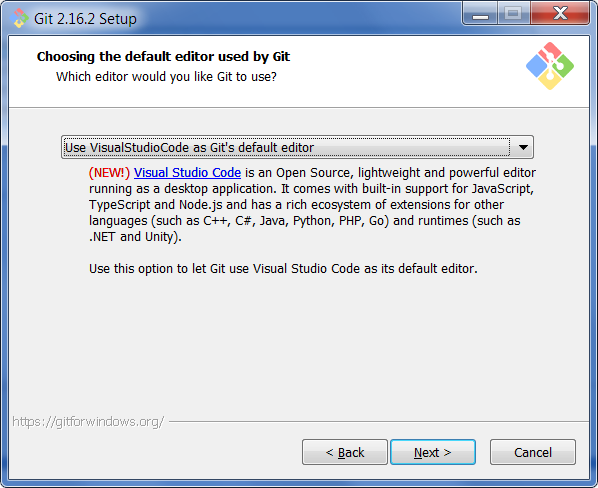 Git 2.16.2 Setup
Choosing the default editor used by Git
Which editor would you like Git to use?
Use VisualStudioCode as Git's default editor
(NEW!) Visual Studio Code is an Open Source, lightweight and powerful editor
running as a desktop application. It comes with built-in support for JavaScript,
TypeScript and Node.js and has a rich ecosystem of extensions for other
languages (such as C++, C#, Java, Python, PHP, Go) and runtimes (such as
.NET and Unity).
Use this option to let Git use Visual Studio Code as its default editor.
https://gitforwindows.org/
< Back
Next >
Cancel